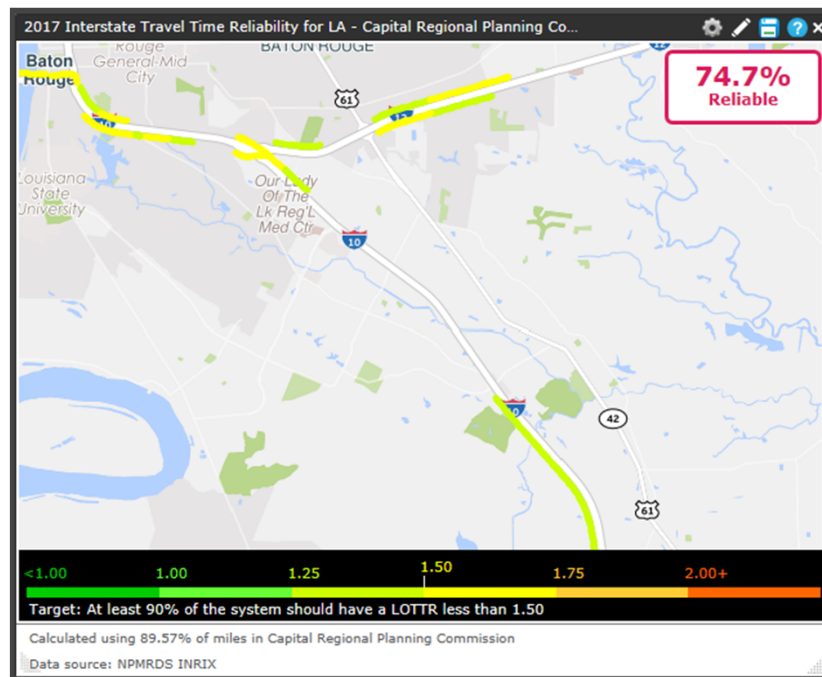 2017 Interstate Travel Time Reliability for LA - Capital Regional Planning Co...
74.7%
Reliable
BATON ROUGE
Rouge
General-Mid
City
Baton
Rouge
12
61
10
12
Louisiana
State
University
Our Lady
Of The
Lk Reg'L
Med Ctr
10
10
42
61
<1.00 1.00 1.25 1.50 1.75 2.00+
Target: At least 90% of the system should have a LOTTR less than 1.50
Calculated using 89.57% of miles in Capital Regional Planning Commission
Data source: NPMRDS INRIX